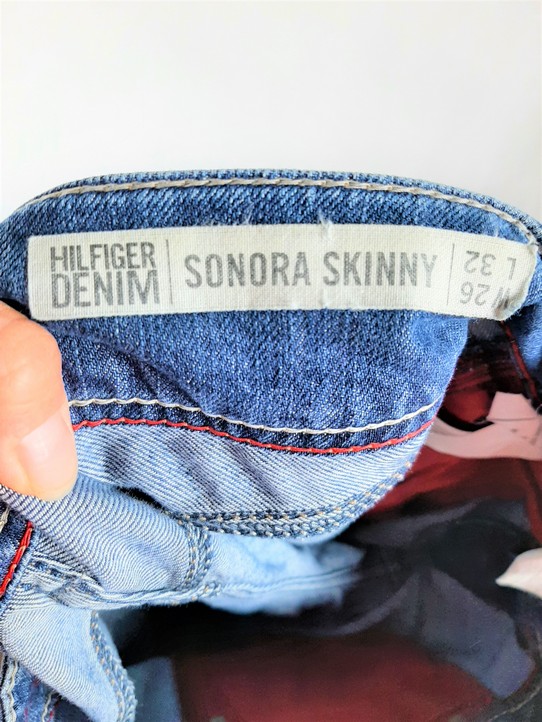 HILFIGER
DENIM
SONORA SKINNY
W 26
L 32